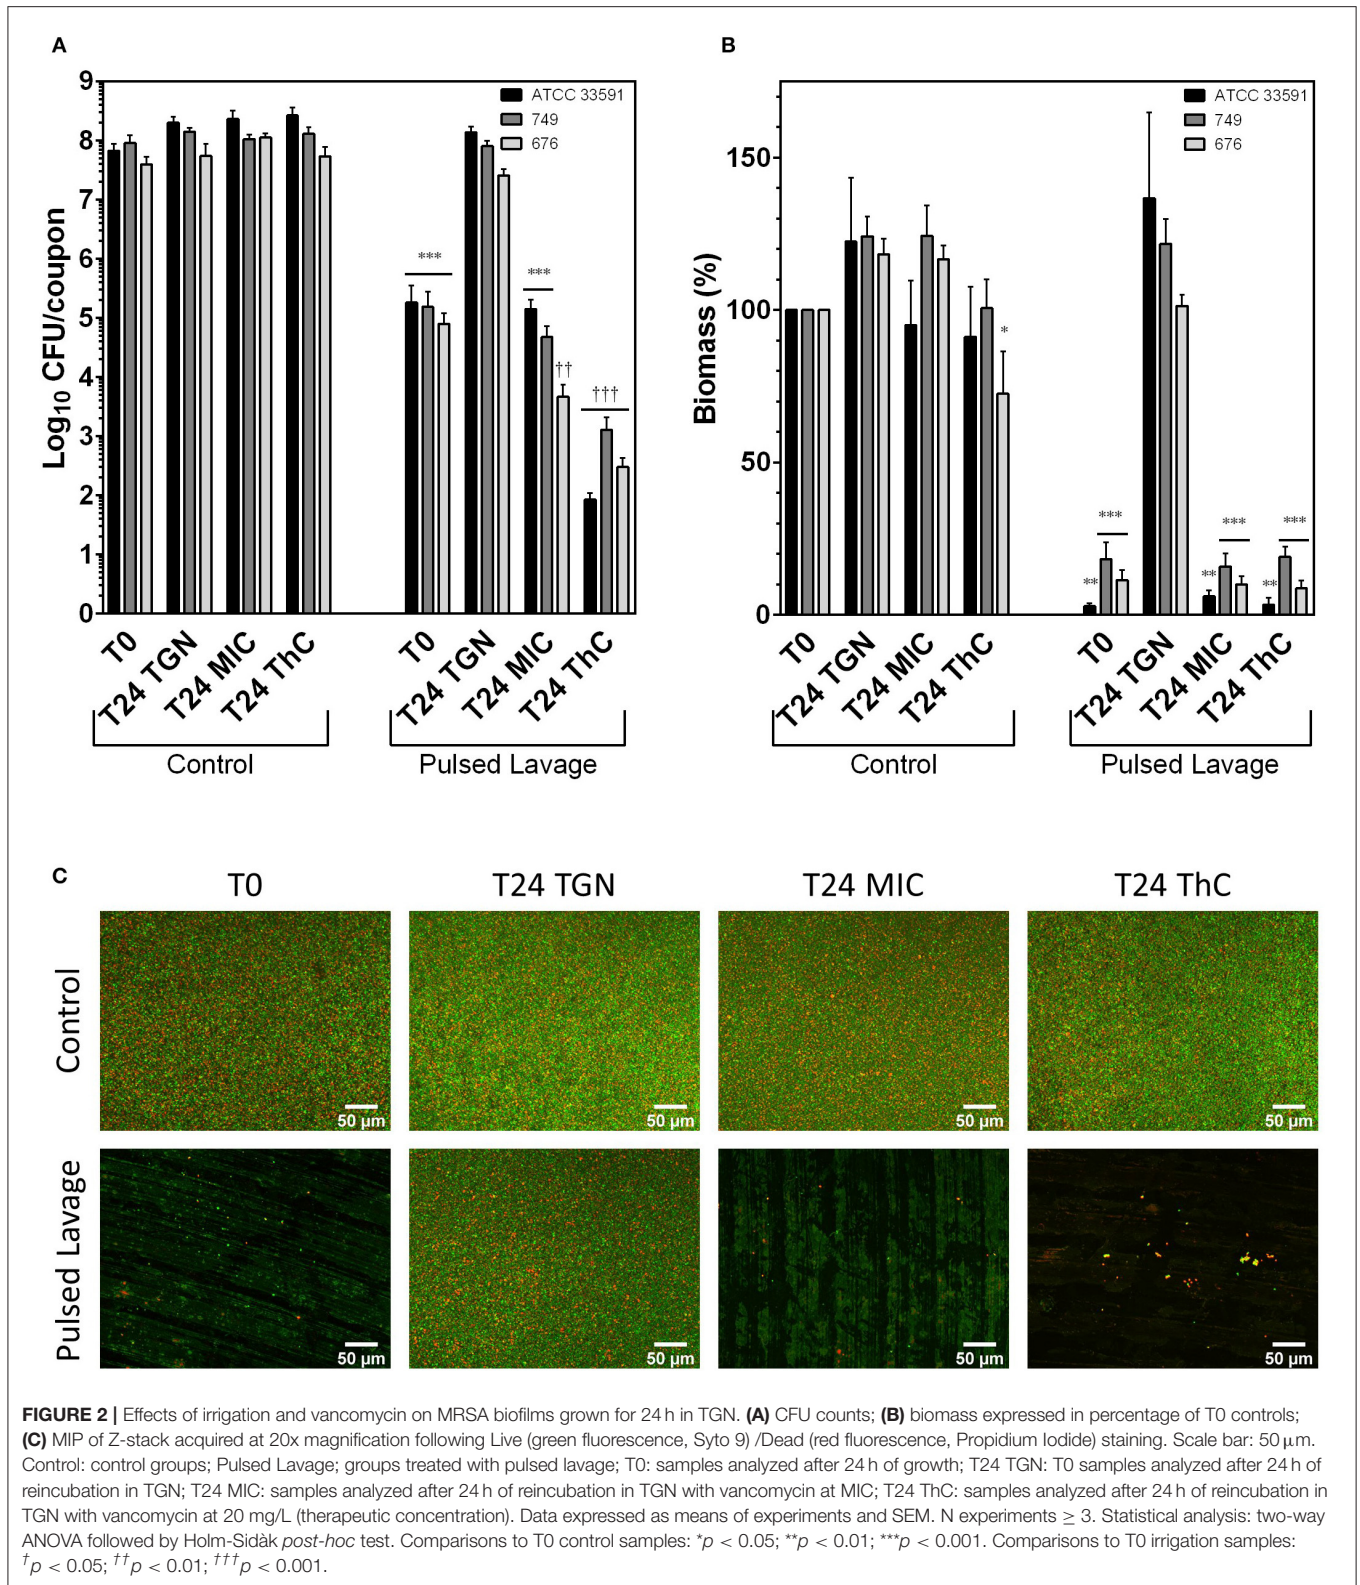 A
B
9
8
7
6
5
4
3
2
1
0
Log10 CFU/coupon
ATCC 33591
749
676
***
***
††
†††
T0
T24 TGN
T24 MIC
T24 ThC
T0
T24 TGN
T24 MIC
T24 ThC
Control
Pulsed Lavage
150
100
50
0
Biomass (%)
ATCC 33591
749
676
*
**
***
**
***
**
***
T0
T24 TGN
T24 MIC
T24 ThC
T0
T24 TGN
T24 MIC
T24 ThC
Control
Pulsed Lavage
C
T0
T24 TGN
T24 MIC
T24 ThC
Control
50 µm
50 µm
50 µm
50 µm
Pulsed Lavage
50 µm
50 µm
50 µm
50 µm
FIGURE 2 | Effects of irrigation and vancomycin on MRSA biofilms grown for 24 h in TGN. (A) CFU counts; (B) biomass expressed in percentage of T0 controls;
(C) MIP of Z-stack acquired at 20x magnification following Live (green fluorescence, Syto 9) /Dead (red fluorescence, Propidium Iodide) staining. Scale bar: 50 µm.
Control: control groups; Pulsed Lavage; groups treated with pulsed lavage; T0: samples analyzed after 24 h of growth; T24 TGN: T0 samples analyzed after 24 h of
reincubation in TGN; T24 MIC: samples analyzed after 24 h of reincubation in TGN with vancomycin at MIC; T24 ThC: samples analyzed after 24 h of reincubation in
TGN with vancomycin at 20 mg/L (therapeutic concentration). Data expressed as means of experiments and SEM. N experiments ≥ 3. Statistical analysis: two-way
ANOVA followed by Holm-Sidàk post-hoc test. Comparisons to T0 control samples: *p < 0.05; **p < 0.01; ***p < 0.001. Comparisons to T0 irrigation samples:
†p < 0.05; ††p < 0.01; †††p < 0.001.